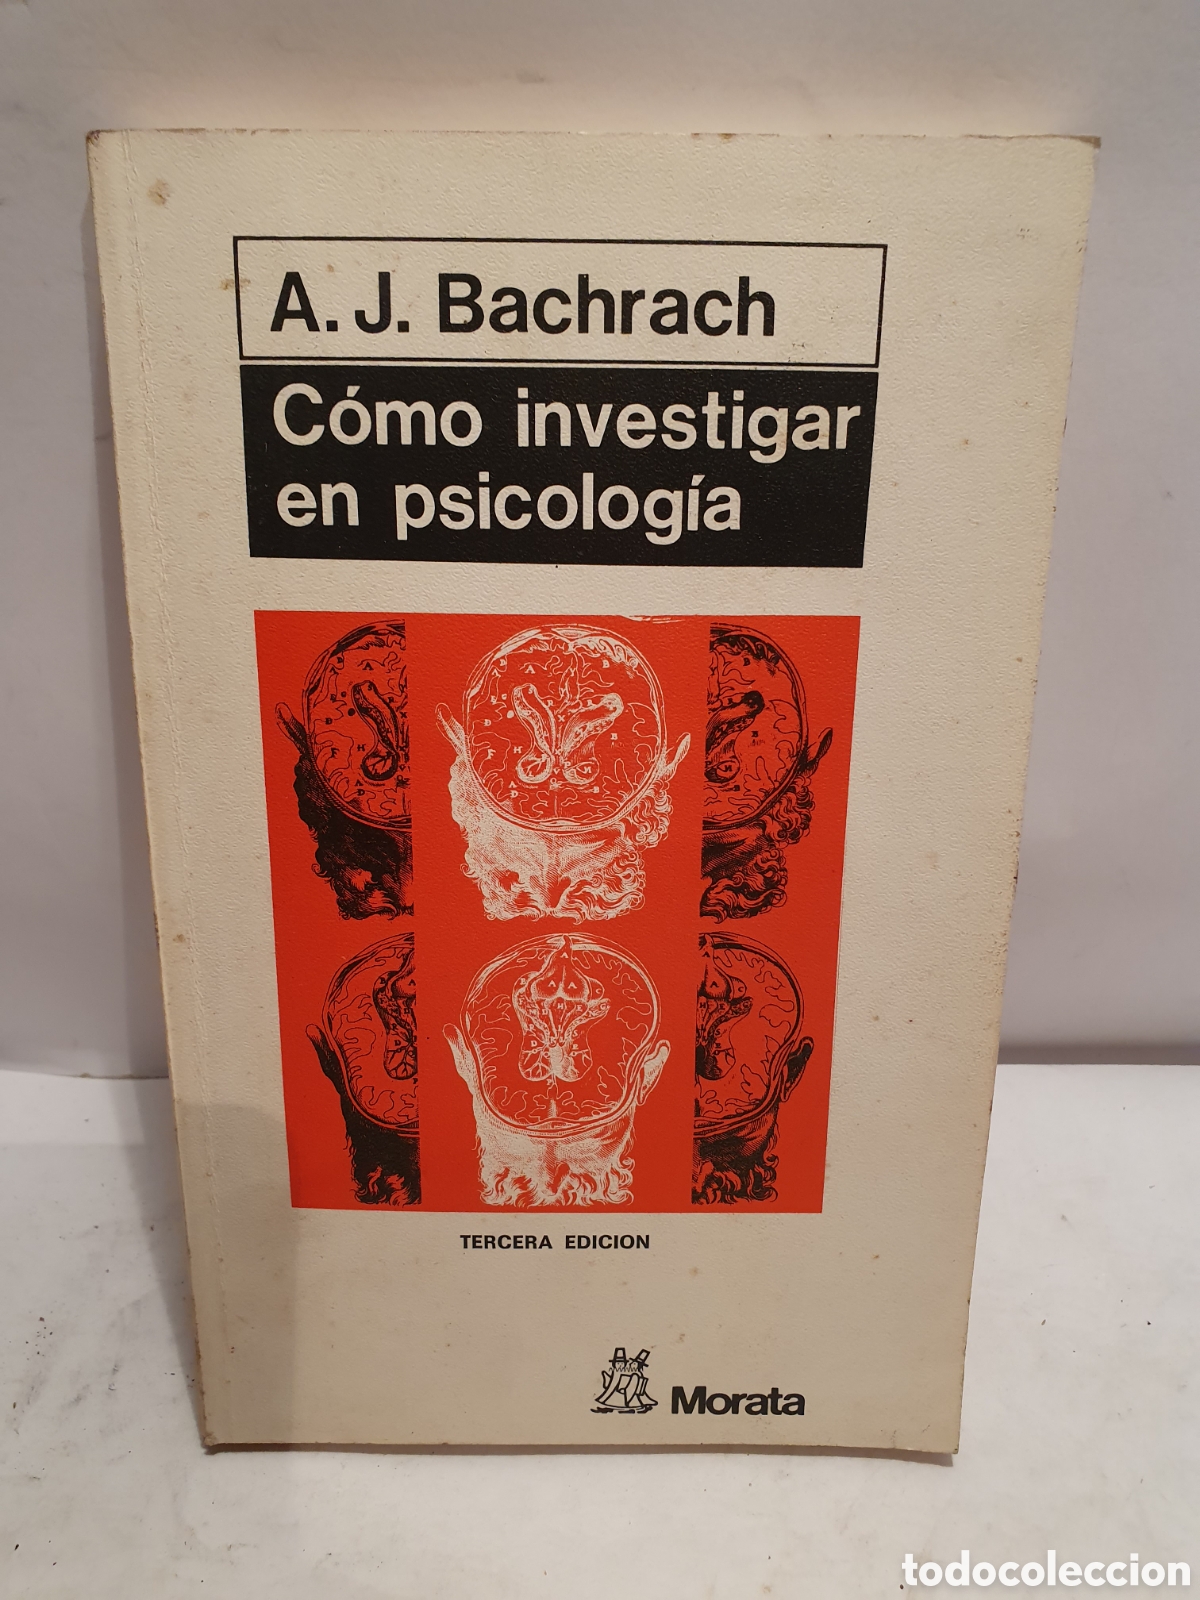 A. J. Bachrach
Cómo investigar
en psicología
TERCERA EDICION
Morata
todocoleccion